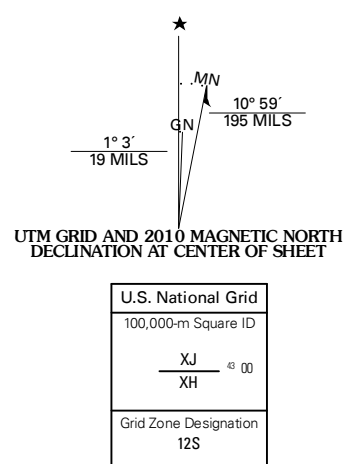 ★
MN
10° 59´
195 MILS
GN
1° 3´
19 MILS
UTM GRID AND 2010 MAGNETIC NORTH
DECLINATION AT CENTER OF SHEET
U.S. National Grid
100,000-m Square ID
XJ
43 00
XH
Grid Zone Designation
12S